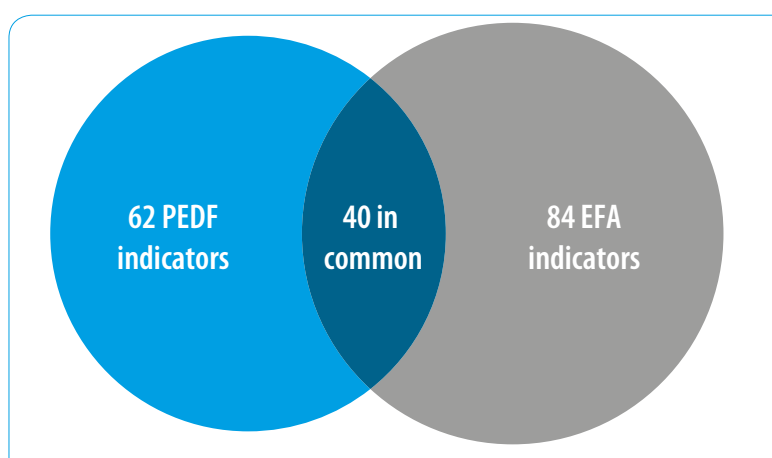 62 PEDF
indicators
40 in
common
84 EFA
indicators